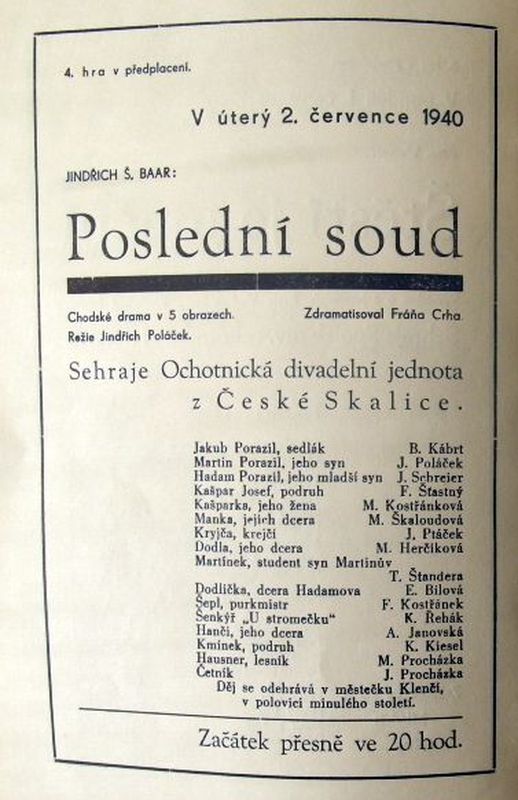 4. hra v předplacení.
V úterý 2. července 1940
JINDŘICH Š. BAAR:
Poslední soud
Chodské drama v 5 obrazech. Zdramatisoval Fráňa Crha.
Režie Jindřich Poláček.
Sehraje Ochotnická divadelní jednota
z České Skalice.
Jakub Porazil, sedlák B. Kábrt
Martin Porazil, jeho syn J. Poláček
Hadam Porazil, jeho mladší syn J. Schreier
Kašpar Josef, podruh F. Šťastný
Kašparka, jeho žena M. Kostřánková
Manka, jejich dcera M. Škaloudová
Kryjča, krejčí J. Ptáček
Dodla, jeho dcera M. Herčíková
Martínek, student syn Martinův
T. Štandera
Dodlička, dcera Hadamova E. Bílová
Šepl, purkmistr F. Kostřánek
Šenkýř „U stromečku“ K. Řehák
Hančí, jeho dcera A. Janovská
Kmínek, podruh K. Kiesel
Hausner, lesník M. Procházka
Četník J. Procházka
Děj se odehrává v městečku Klenčí,
v polovici minulého století.
Začátek přesně ve 20 hod.